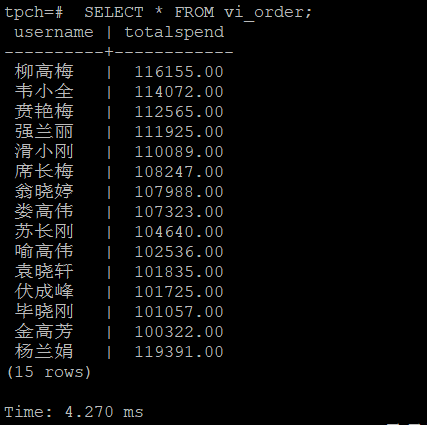 tpch=#  SELECT * FROM vi_order;
 username | totalspend
----------+------------
 柳高梅   |  116155.00
 韦小全   |  114072.00
 贲艳梅   |  112565.00
 强兰丽   |  111925.00
 滑小刚   |  110089.00
 席长梅   |  108247.00
 翁晓婷   |  107988.00
 娄高伟   |  107323.00
 苏长刚   |  104640.00
 喻高伟   |  102536.00
 袁晓轩   |  101835.00
 伏成峰   |  101725.00
 毕晓刚   |  101057.00
 金高芳   |  100322.00
 杨兰娟   |  119391.00
(15 rows)

Time: 4.270 ms